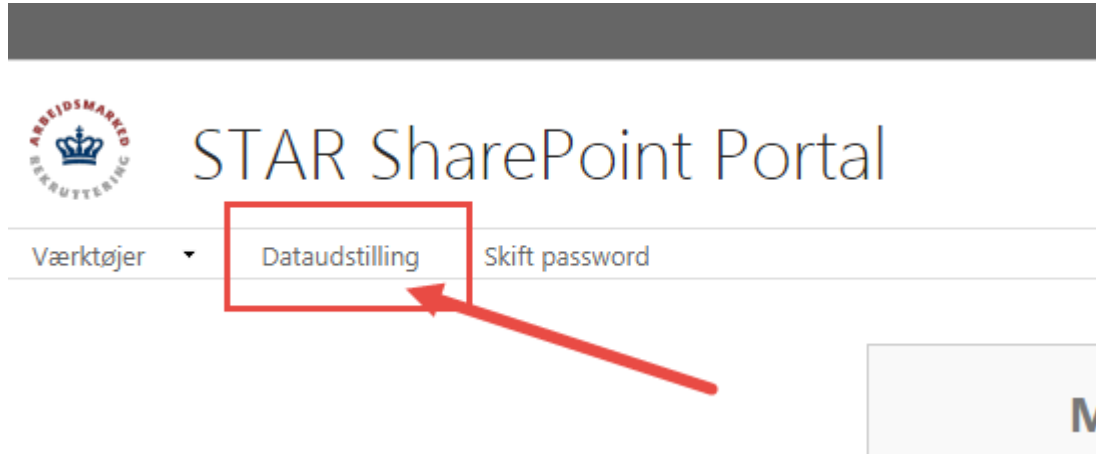 ARBEJDSMARKED
REKRUTTERING
STAR SharePoint Portal
Værktøjer Dataudstilling Skift password
M